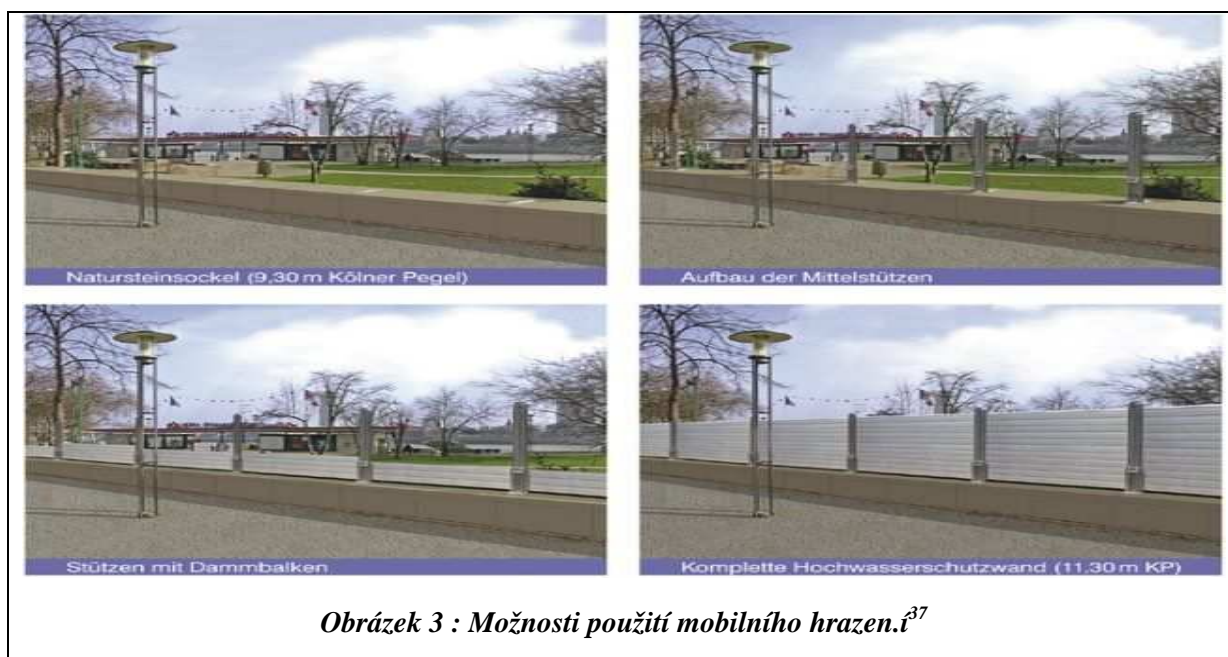 Natursteinsockel (9,30 m Kölner Pegel)
Aufbau der Mittelstützen
Stützen mit Dammbalken
Komplette Hochwasserschutzwand (11,30 m KP)
Obrázek 3 : Možnosti použití mobilního hrazen.í37